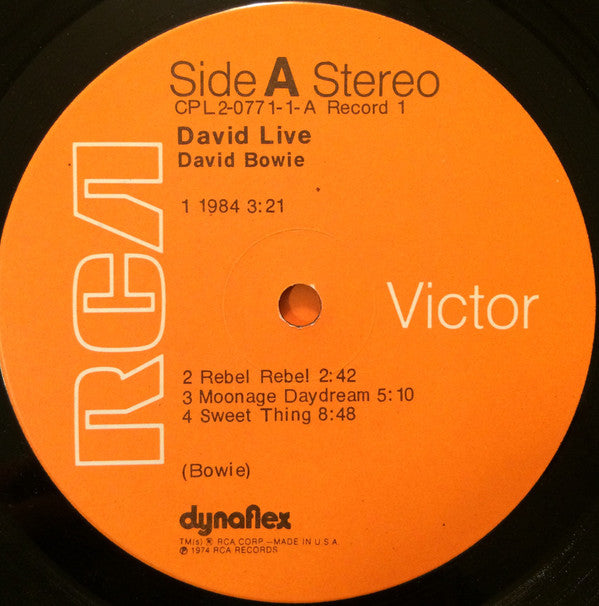 Side A Stereo
CPL2-0771-1-A Record 1
David Live
David Bowie
1 1984 3:21
RCA
Victor
2 Rebel Rebel 2:42
3 Moonage Daydream 5:10
4 Sweet Thing 8:48
(Bowie)
dynaflex
TM(s) ® RCA CORP.—MADE IN U.S.A.
℗ 1974 RCA RECORDS